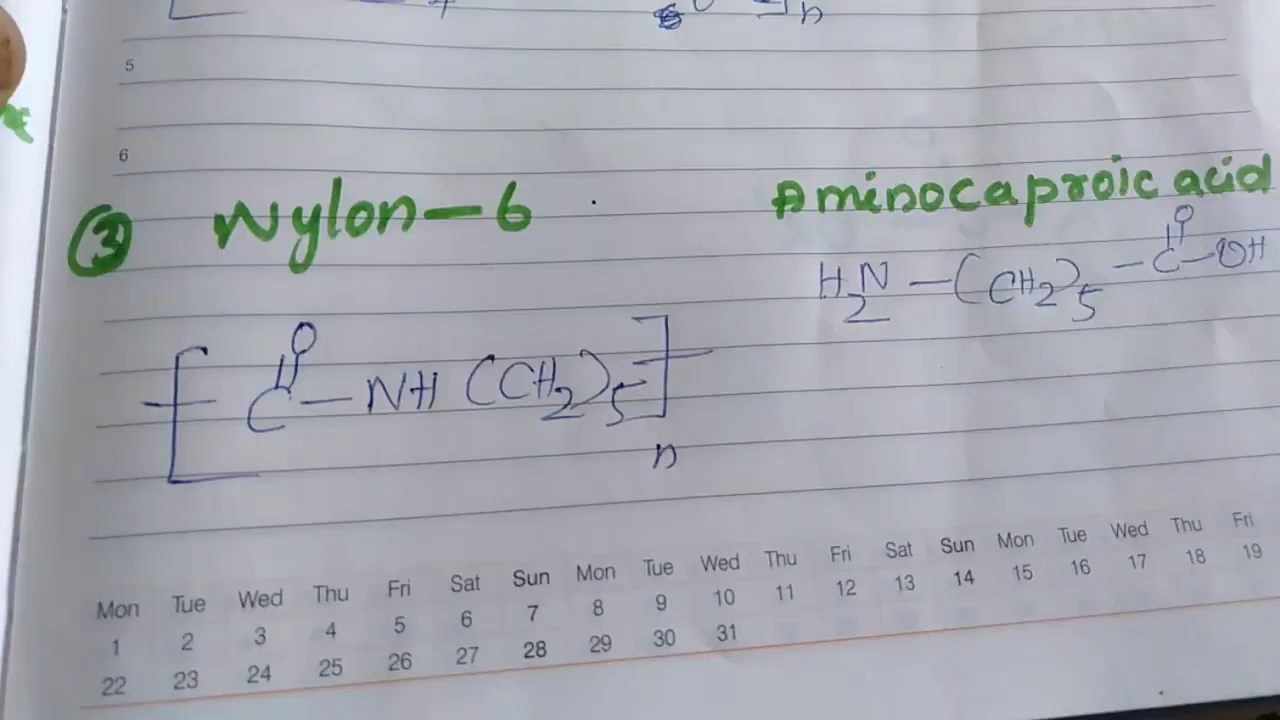 n
5
6
③ Nylon-6
Aminocaproic acid
H₂N-(CH₂)₅-C(=O)-OH
[-C(=O)-NH(CH₂)₅-]n
Mon Tue Wed Thu Fri Sat Sun Mon Tue Wed Thu Fri Sat Sun Mon Tue Wed Thu Fri
1 2 3 4 5 6 7 8 9 10 11 12 13 14 15 16 17 18 19
22 23 24 25 26 27 28 29 30 31